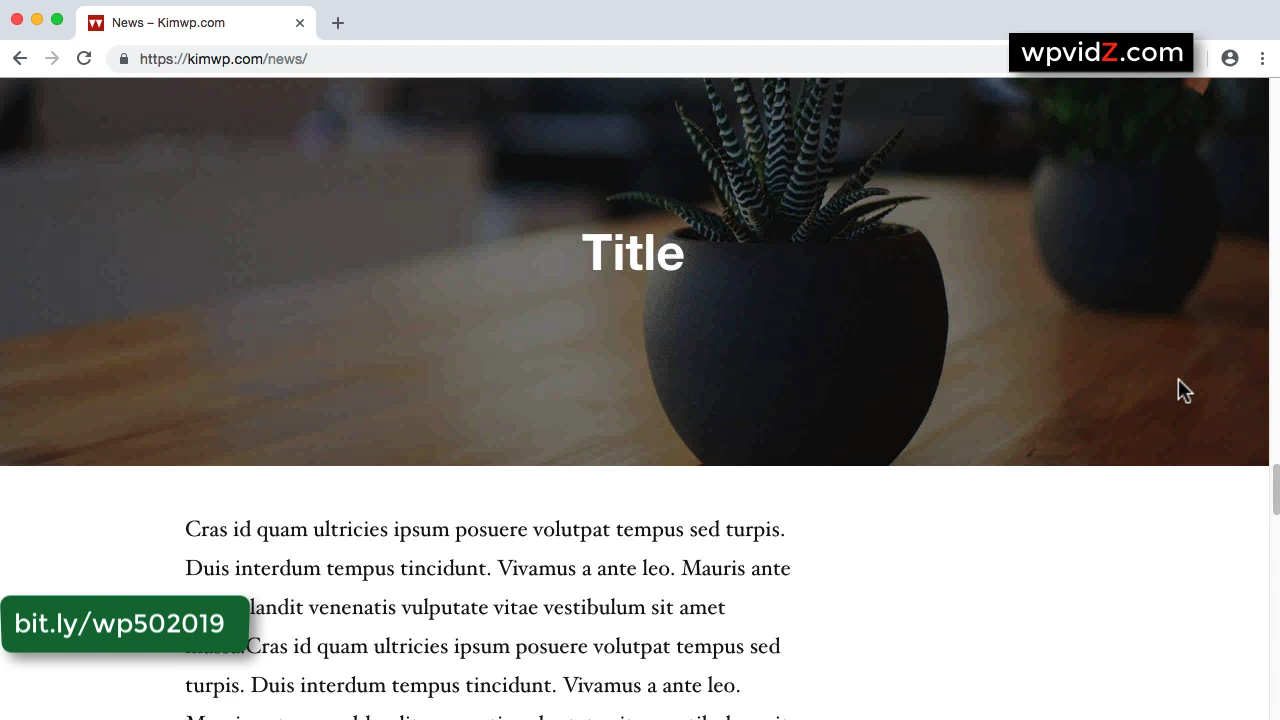 News – Kimwp.com
https://kimwp.com/news/
wpvidZ.com
Title
Cras id quam ultricies ipsum posuere volutpat tempus sed turpis.
Duis interdum tempus tincidunt. Vivamus a ante leo. Mauris ante
landit venenatis vulputate vitae vestibulum sit amet
bit.ly/wp502019
massa.Cras id quam ultricies ipsum posuere volutpat tempus sed
turpis. Duis interdum tempus tincidunt. Vivamus a ante leo.